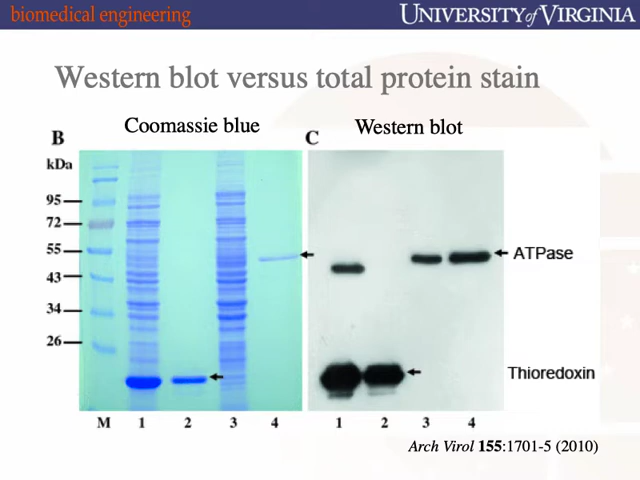 biomedical engineering
UNIVERSITY of VIRGINIA
Western blot versus total protein stain
B
Coomassie blue
C
Western blot
kDa
95
72
55
43
34
26
ATPase
Thioredoxin
M 1 2 3 4
1 2 3 4
Arch Virol 155:1701-5 (2010)